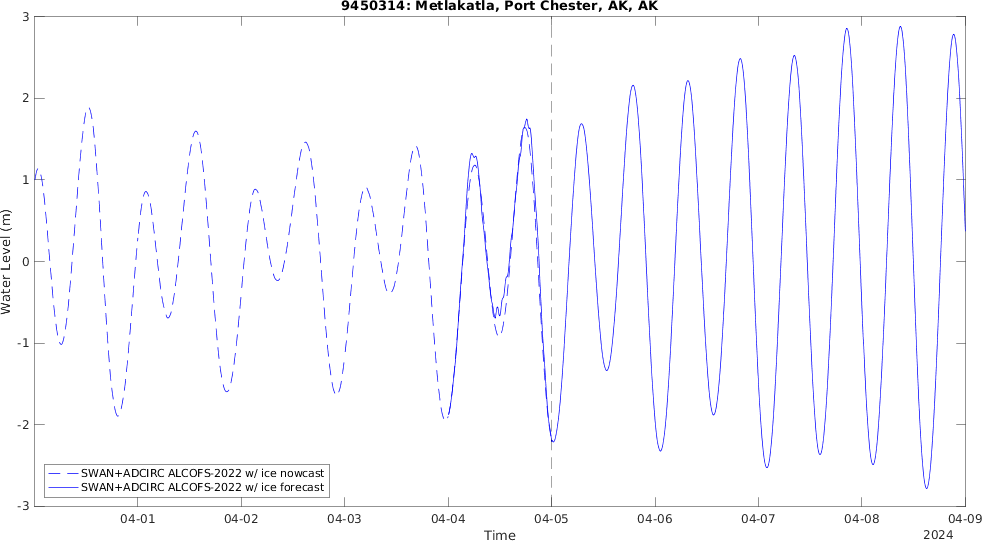 9450314: Metlakatla, Port Chester, AK, AK
Water Level (m)
3
2
1
0
-1
-2
-3
SWAN+ADCIRC ALCOFS-2022 w/ ice nowcast
SWAN+ADCIRC ALCOFS-2022 w/ ice forecast
04-01 04-02 04-03 04-04 04-05 04-06 04-07 04-08 04-09
Time
2024